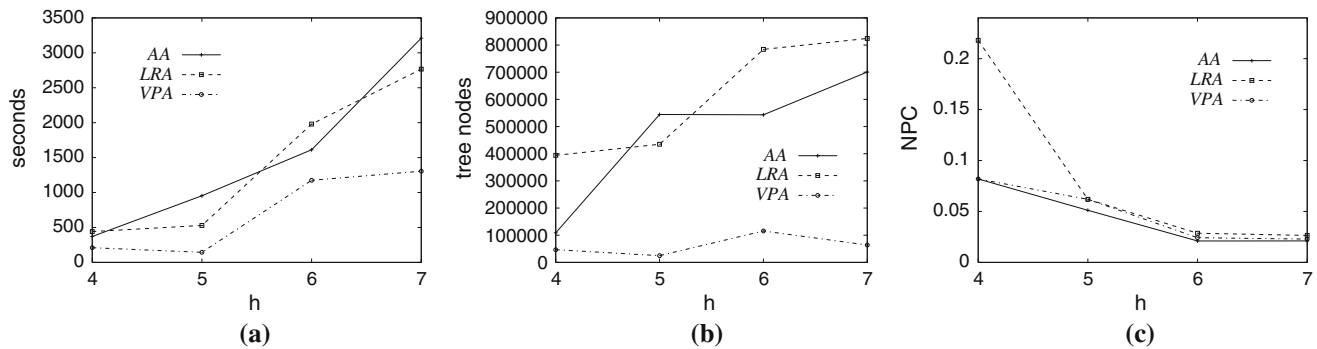 3500
3000
2500
2000
1500
1000
500
0
seconds
AA
LRA
VPA
4 5 6 7
h
(a)
900000
800000
700000
600000
500000
400000
300000
200000
100000
0
tree nodes
AA
LRA
VPA
4 5 6 7
h
(b)
0.2
0.15
0.1
0.05
0
NPC
AA
LRA
VPA
4 5 6 7
h
(c)